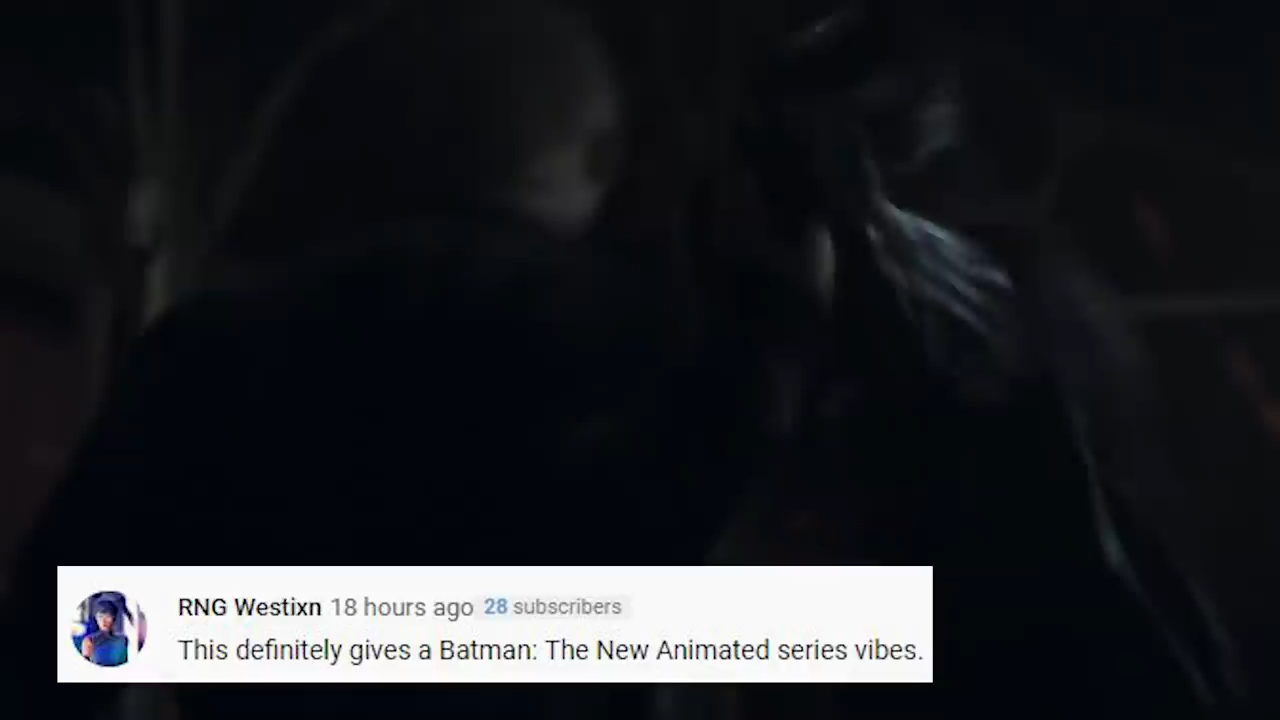 RNG Westixn 18 hours ago 28 subscribers
This definitely gives a Batman: The New Animated series vibes.